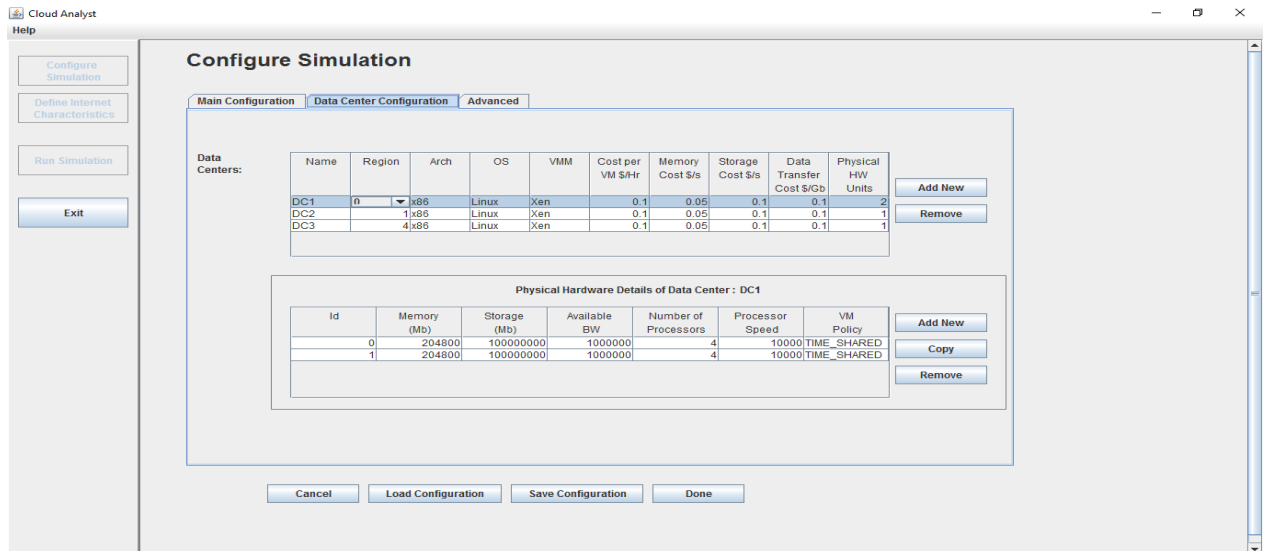 Cloud Analyst
Help
Configure
Simulation
Define Internet
Characteristics
Run Simulation
Exit
Configure Simulation
Main Configuration Data Center Configuration Advanced
Data
Centers:
Name Region Arch OS VMM Cost per Memory Storage Data Physical
VM $/Hr Cost $/s Cost $/s Transfer HW
Cost $/Gb Units
DC1 0 x86 Linux Xen 0.1 0.05 0.1 0.1 2
DC2 1 x86 Linux Xen 0.1 0.05 0.1 0.1 1
DC3 4 x86 Linux Xen 0.1 0.05 0.1 0.1 1
Add New
Remove
Physical Hardware Details of Data Center : DC1
Id Memory Storage Available Number of Processor VM
(Mb) (Mb) BW Processors Speed Policy
0 204800 100000000 1000000 4 10000 TIME_SHARED
1 204800 100000000 1000000 4 10000 TIME_SHARED
Add New
Copy
Remove
Cancel Load Configuration Save Configuration Done